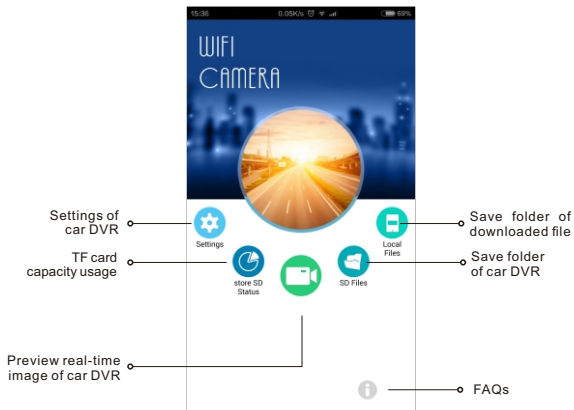 15:36 0.05K/s 69%
WIFI
CAMERA
Settings of
car DVR
Settings
TF card
capacity usage
store SD
Status
Preview real-time
image of car DVR
Local
Files
Save folder of
downloaded file
SD Files
Save folder
of car DVR
FAQs